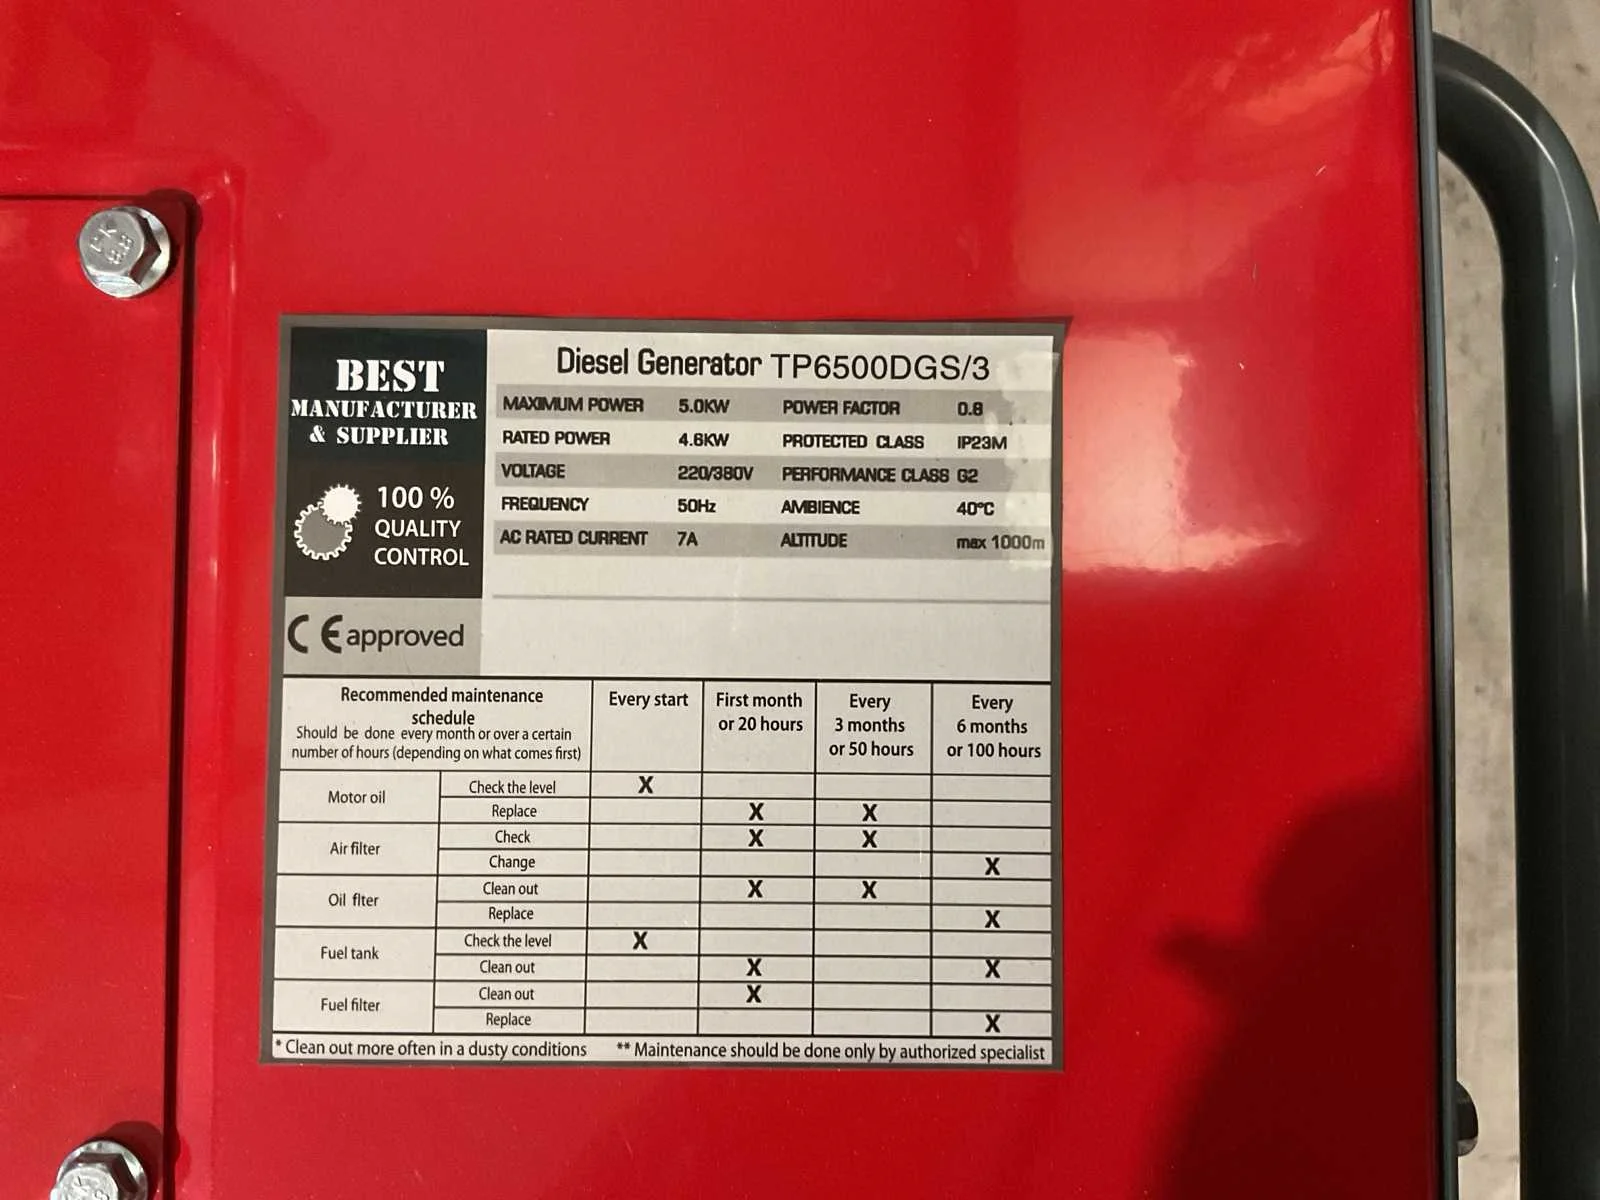 BEST
MANUFACTURER
& SUPPLIER
100 %
QUALITY
CONTROL
CE approved
Diesel Generator TP6500DGS/3
MAXIMUM POWER 5.0KW POWER FACTOR 0.8
RATED POWER 4.6KW PROTECTED CLASS IP23M
VOLTAGE 220/380V PERFORMANCE CLASS G2
FREQUENCY 50Hz AMBIENCE 40°C
AC RATED CURRENT 7A ALTITUDE max 1000m
Recommended maintenance
schedule
Should be done every month or over a certain
number of hours (depending on what comes first)
Every start
First month
or 20 hours
Every
3 months
or 50 hours
Every
6 months
or 100 hours
Motor oil
Check the level X
Replace X X
Air filter
Check X X
Change X
Oil flter
Clean out X X
Replace X
Fuel tank
Check the level X
Clean out X X
Fuel filter
Clean out X
Replace X
* Clean out more often in a dusty conditions ** Maintenance should be done only by authorized specialist
8.8